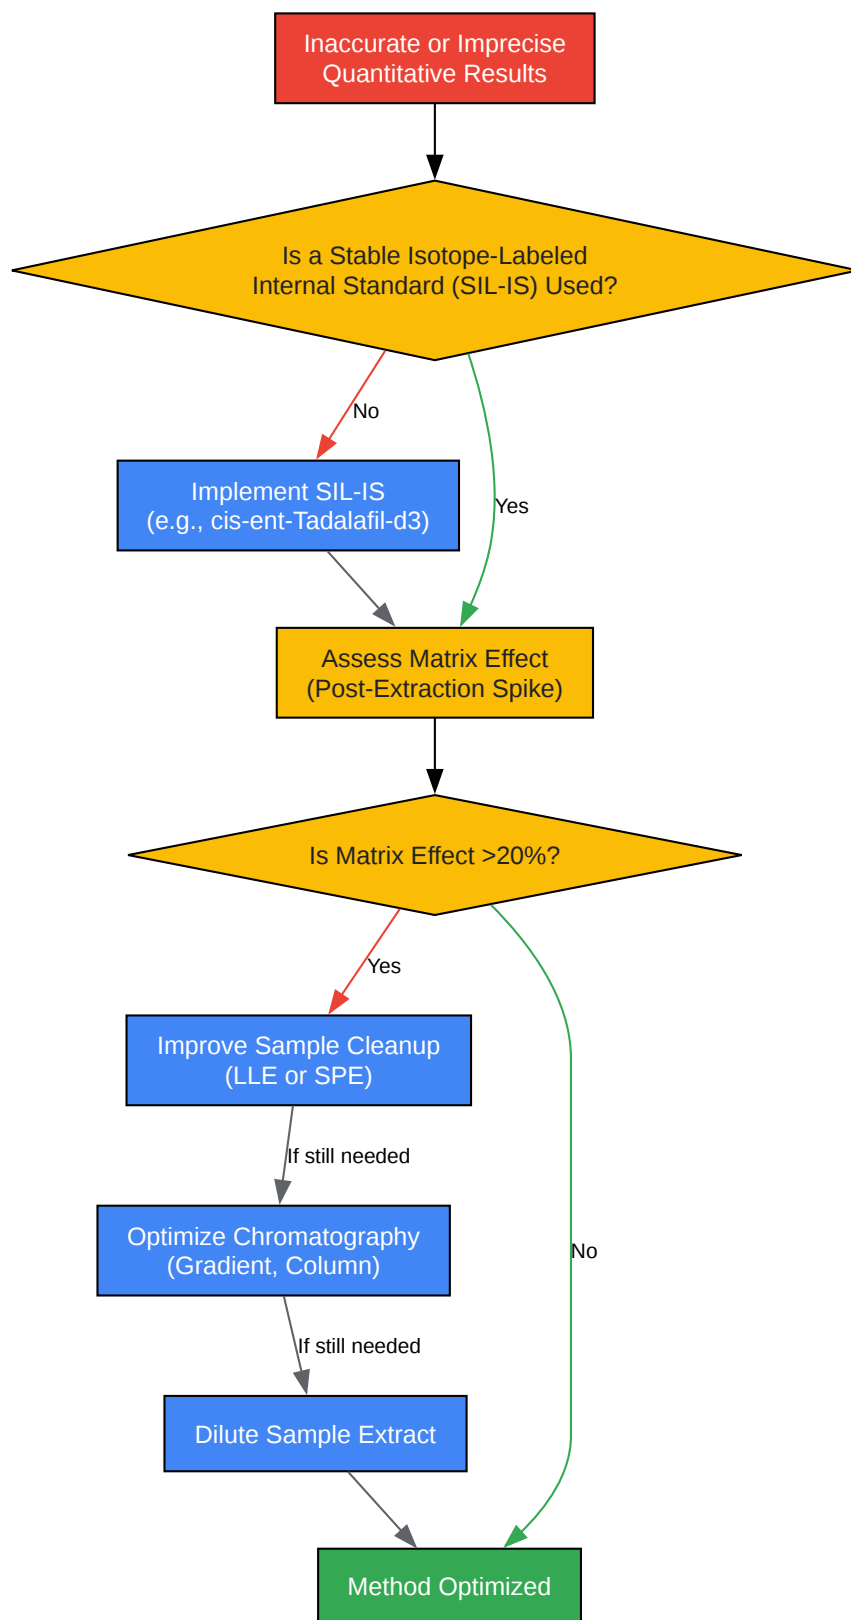 Inaccurate or Imprecise
Quantitative Results
Is a Stable Isotope-Labeled
Internal Standard (SIL-IS) Used?
No
Implement SIL-IS
(e.g., cis-ent-Tadalafil-d3)
Yes
Assess Matrix Effect
(Post-Extraction Spike)
Is Matrix Effect >20%?
Yes
Improve Sample Cleanup
(LLE or SPE)
If still needed
Optimize Chromatography
(Gradient, Column)
No
If still needed
Dilute Sample Extract
Method Optimized